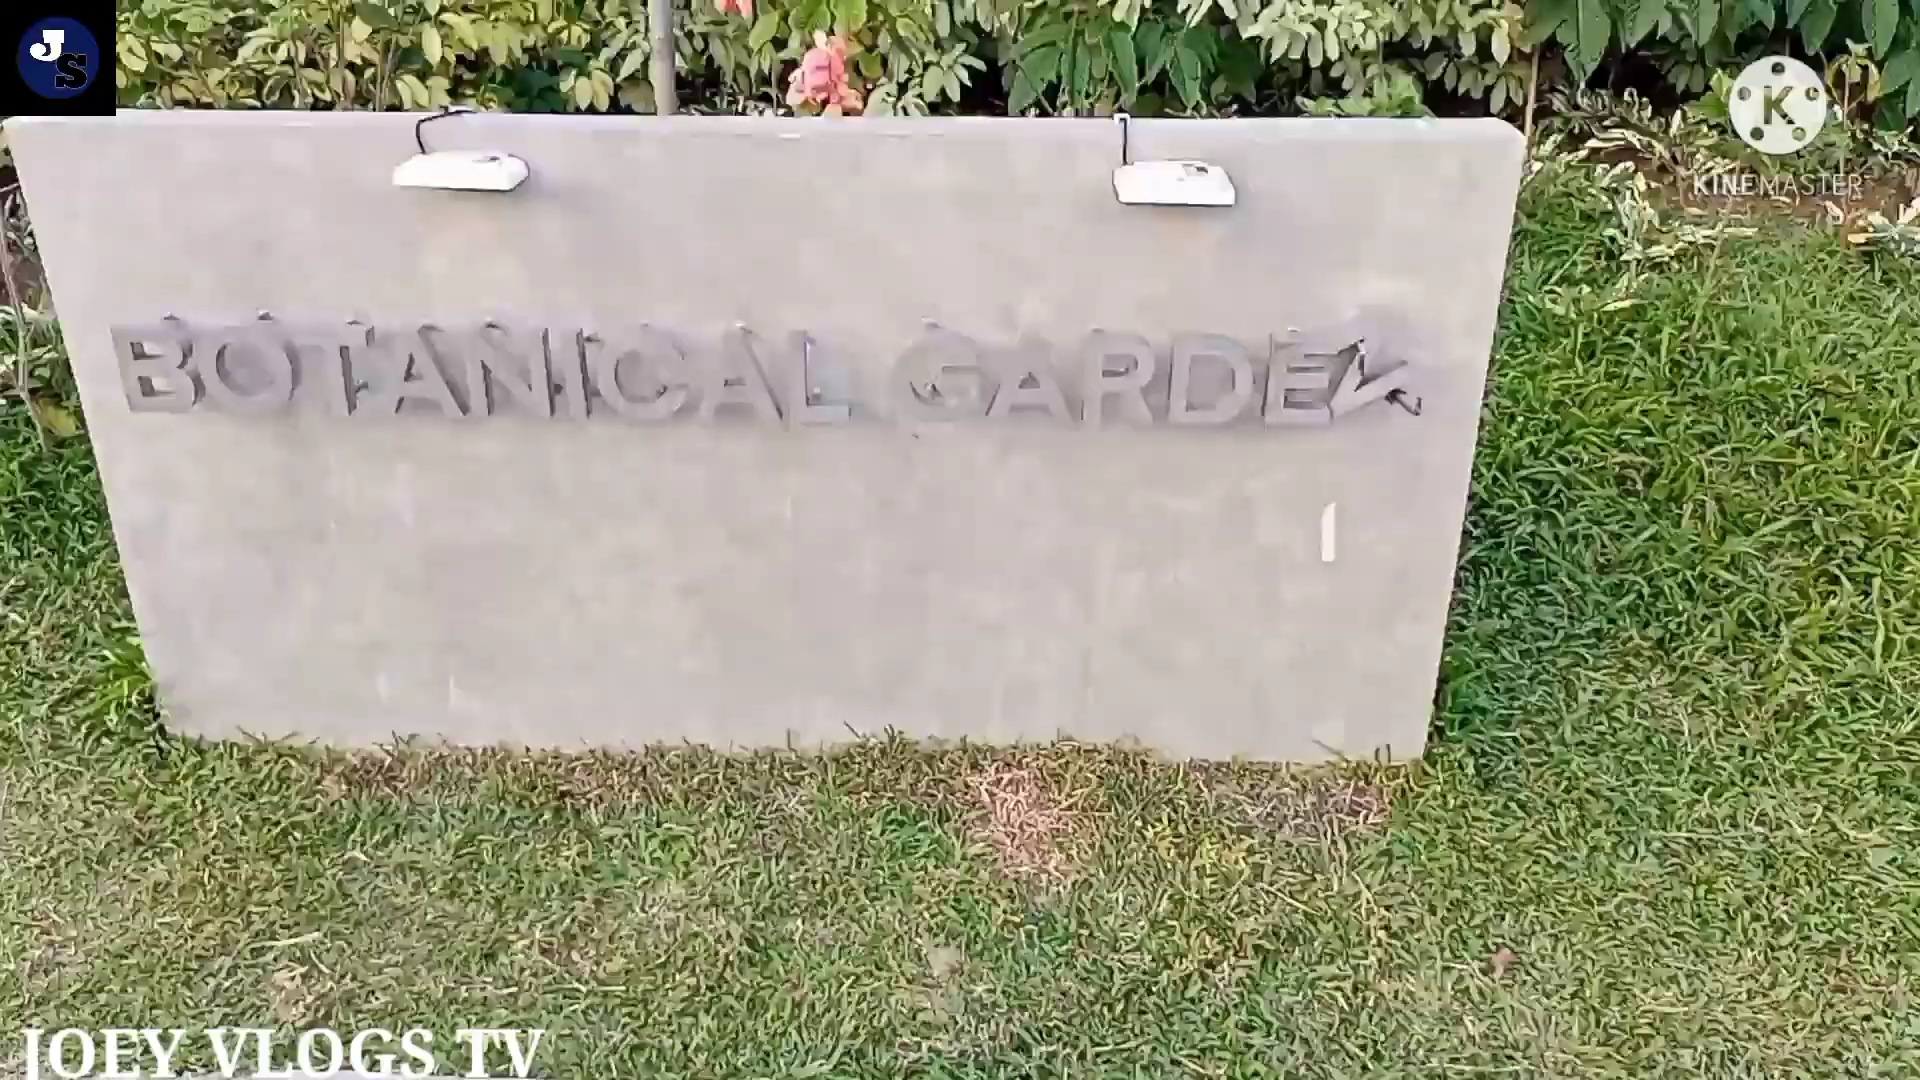 JS
K
KINEMASTER
BOTANICAL GARDEN
JOEY VLOGS TV